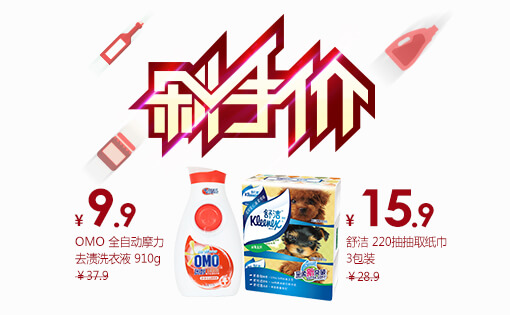 剁手价
¥ 9.9
OMO 全自动摩力
去渍洗衣液 910g
¥37.9
OMO
舒洁
Kleenex
¥ 15.9
舒洁 220抽抽取纸巾
3包装
¥28.9